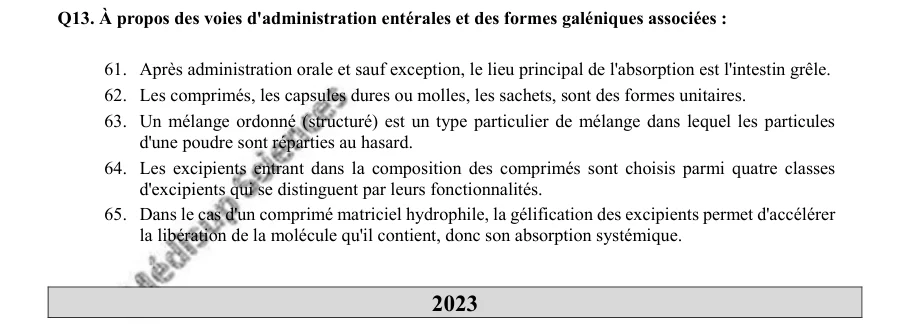 Q13. À propos des voies d'administration entérales et des formes galéniques associées :
61. Après administration orale et sauf exception, le lieu principal de l'absorption est l'intestin grêle.
62. Les comprimés, les capsules dures ou molles, les sachets, sont des formes unitaires.
63. Un mélange ordonné (structuré) est un type particulier de mélange dans lequel les particules
d'une poudre sont réparties au hasard.
64. Les excipients entrant dans la composition des comprimés sont choisis parmi quatre classes
d'excipients qui se distinguent par leurs fonctionnalités.
65. Dans le cas d'un comprimé matriciel hydrophile, la gélification des excipients permet d'accélérer
la libération de la molécule qu'il contient, donc son absorption systémique.
Médisup Sciences
2023